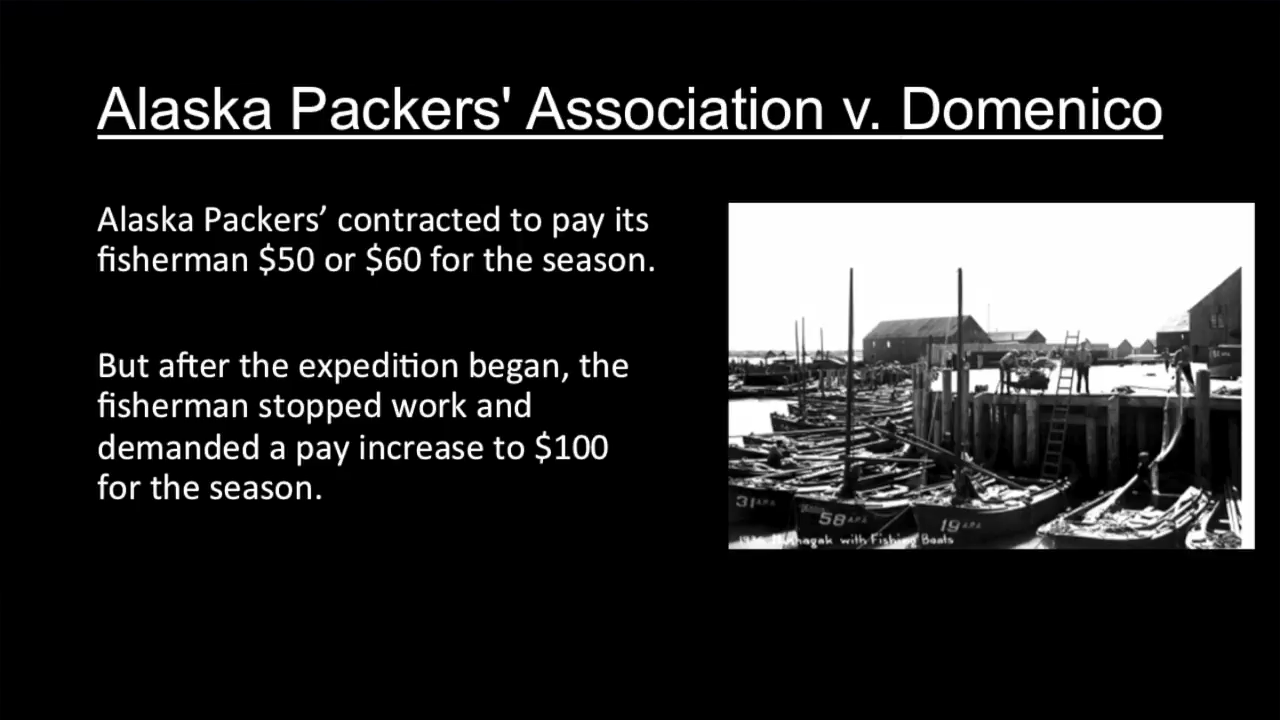 Alaska Packers' Association v. Domenico
Alaska Packers’ contracted to pay its
fisherman $50 or $60 for the season.
But after the expedition began, the
fisherman stopped work and
demanded a pay increase to $100
for the season.
31 A.P.A.
58 A.P.A.
19 A.P.A.
with Fishing Boats